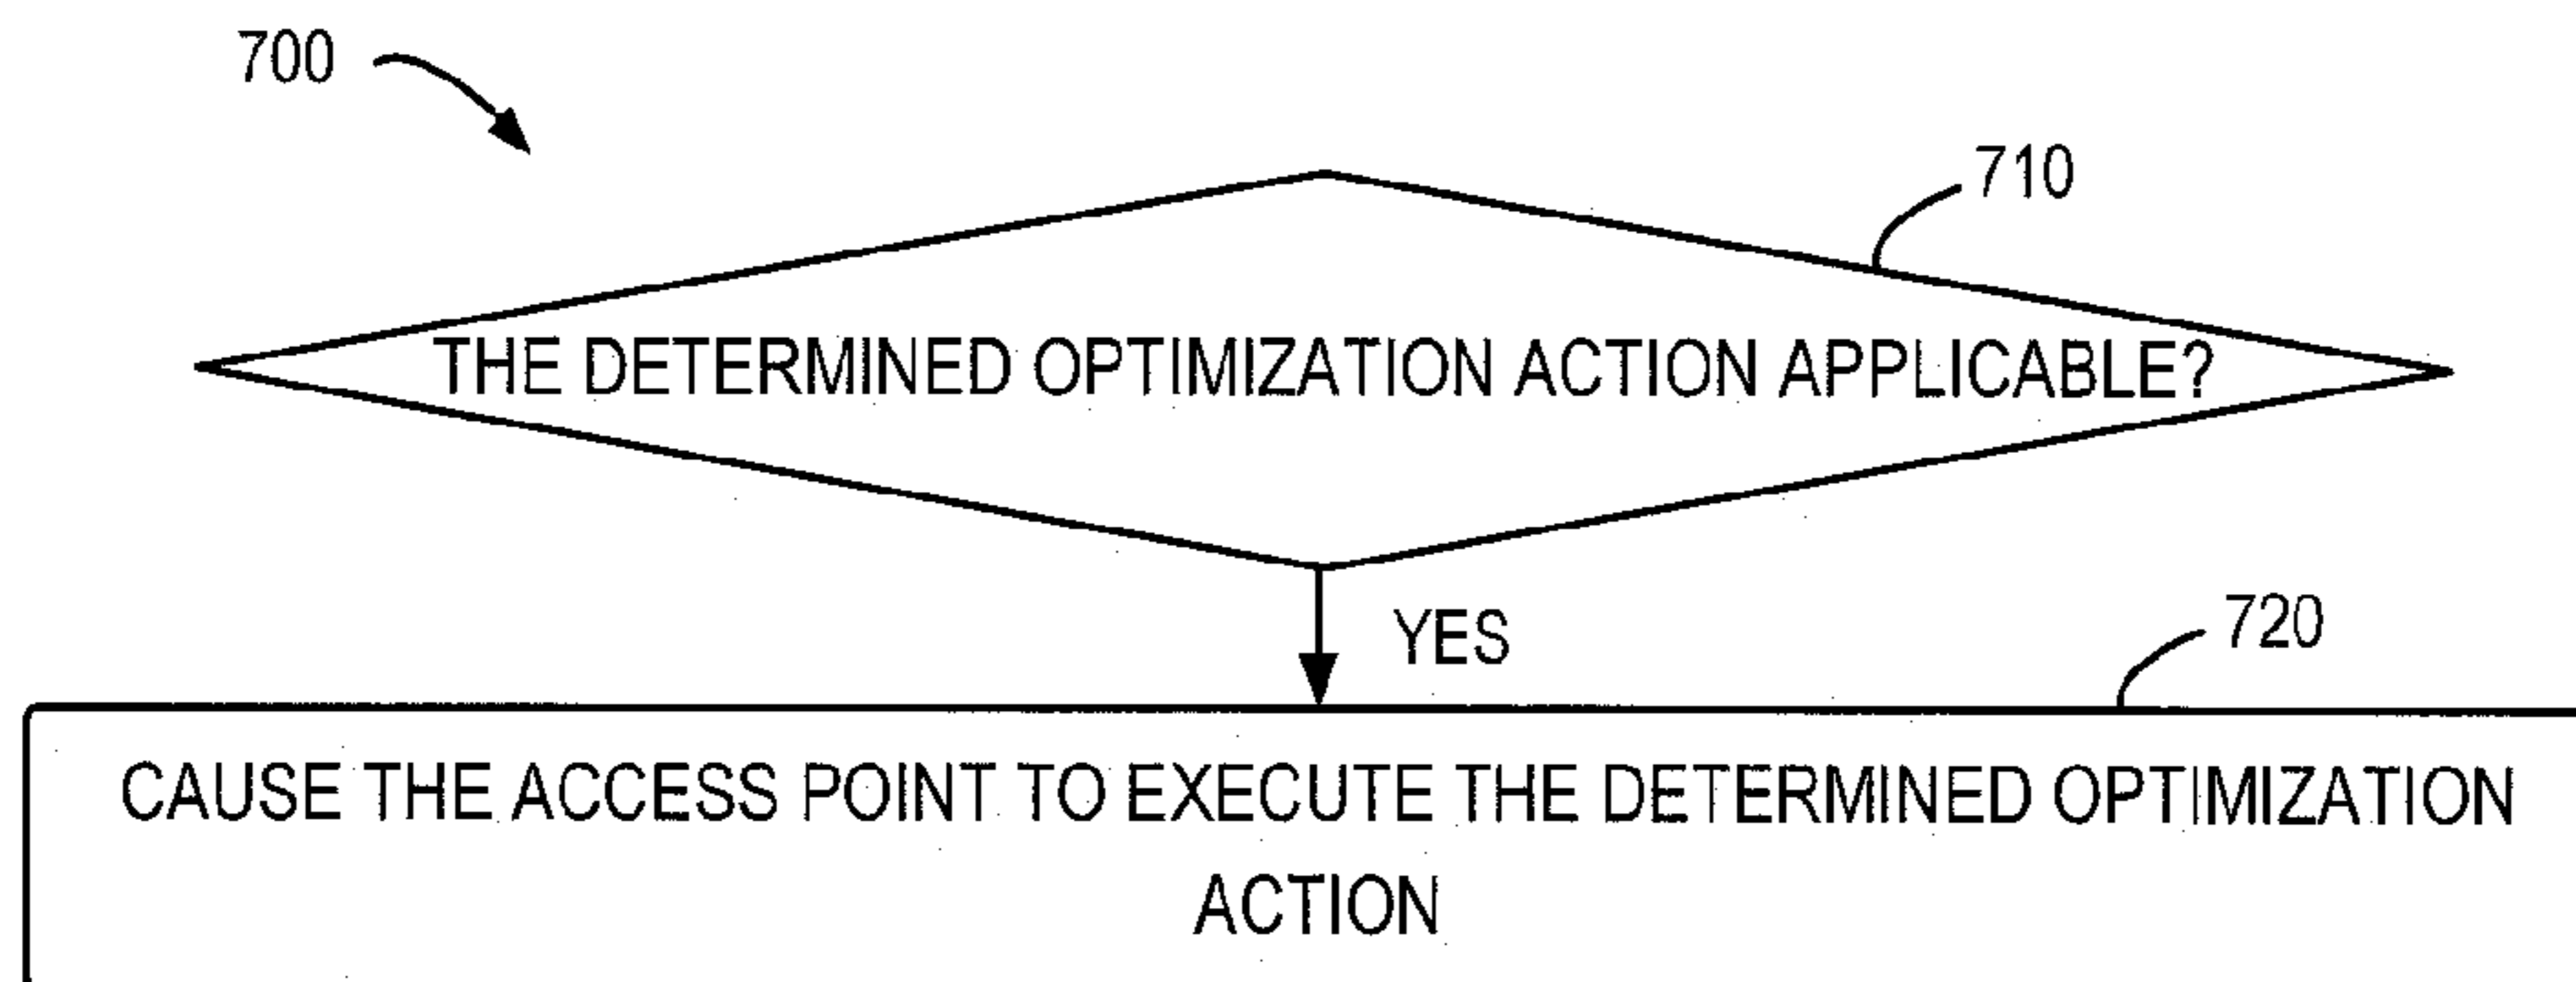 700
710
THE DETERMINED OPTIMIZATION ACTION APPLICABLE?
YES
720
CAUSE THE ACCESS POINT TO EXECUTE THE DETERMINED OPTIMIZATION
ACTION